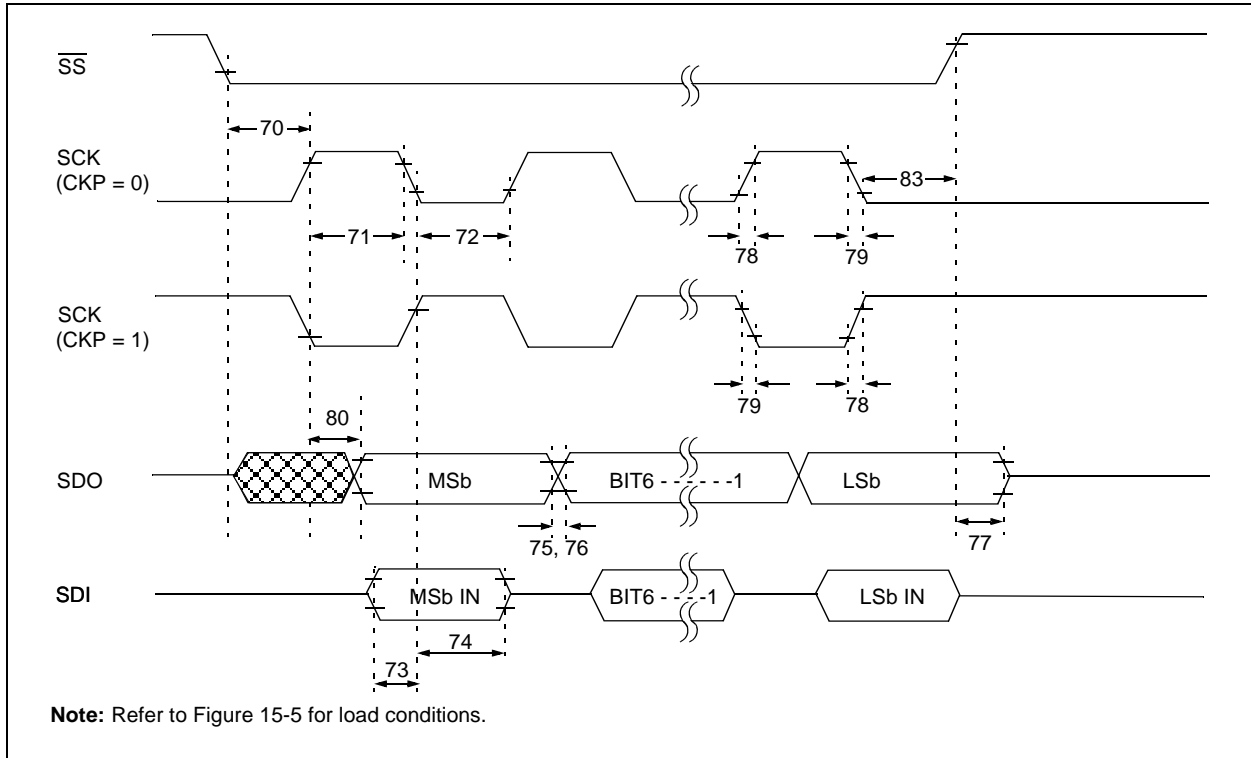 SS
70
SCK
(CKP = 0)
83
71
72
78
79
SCK
(CKP = 1)
79
78
80
SDO
MSb
BIT6 - - - - - -1
LSb
75, 76
77
SDI
MSb IN
BIT6 - - - -1
LSb IN
74
73
Note: Refer to Figure 15-5 for load conditions.